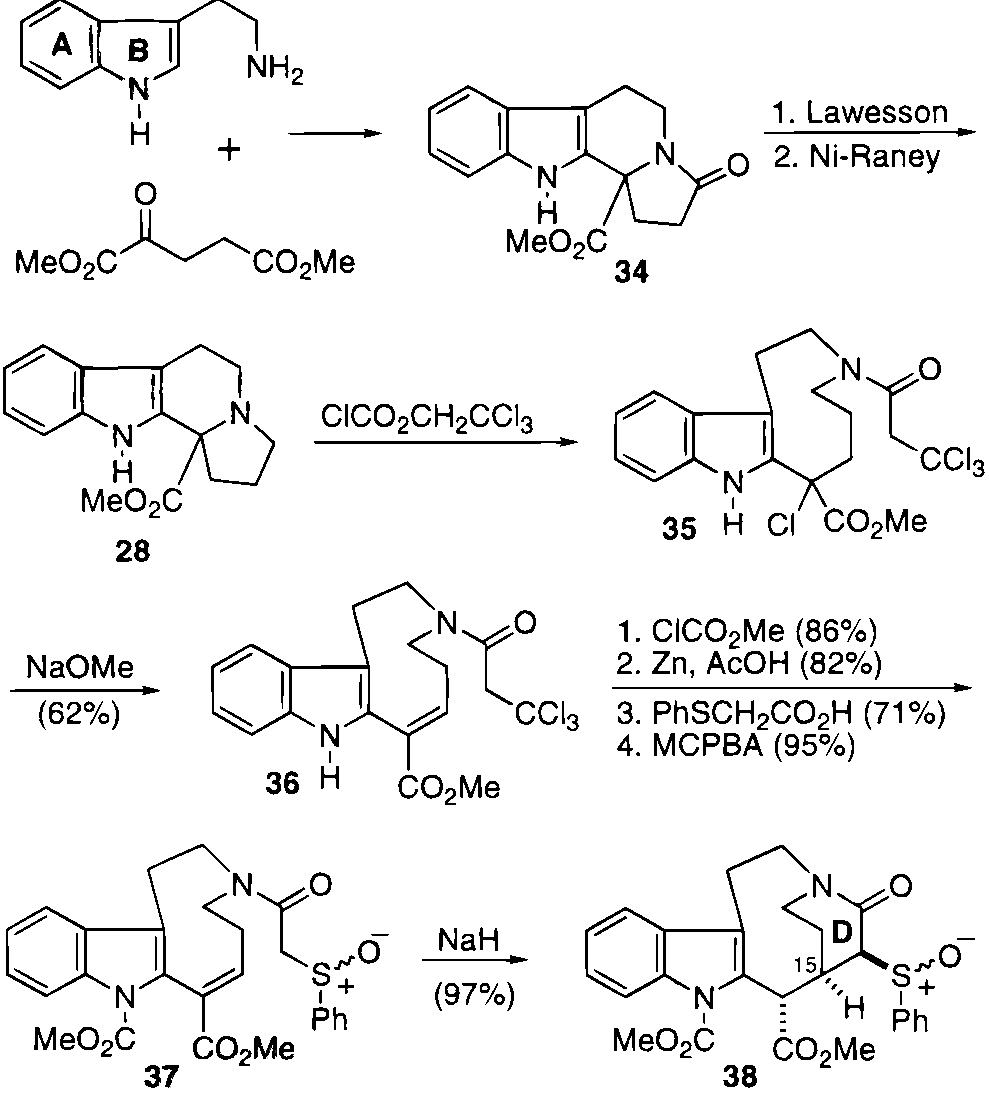 A B
NH₂
N
H
+
O
MeO₂C CO₂Me
N O
N
H
MeO₂C
34
1. Lawesson
2. Ni-Raney
N
N
H
MeO₂C
28
ClCO₂CH₂CCl₃
N O
CCl₃
N
H Cl CO₂Me
35
NaOMe
(62%)
N O
CCl₃
N
H
CO₂Me
36
1. ClCO₂Me (86%)
2. Zn, AcOH (82%)
3. PhSCH₂CO₂H (71%)
4. MCPBA (95%)
N O
S O⁻
+
Ph
N
MeO₂C CO₂Me
37
NaH
(97%)
N O
D
15 S O⁻
+
H Ph
N
MeO₂C CO₂Me
38